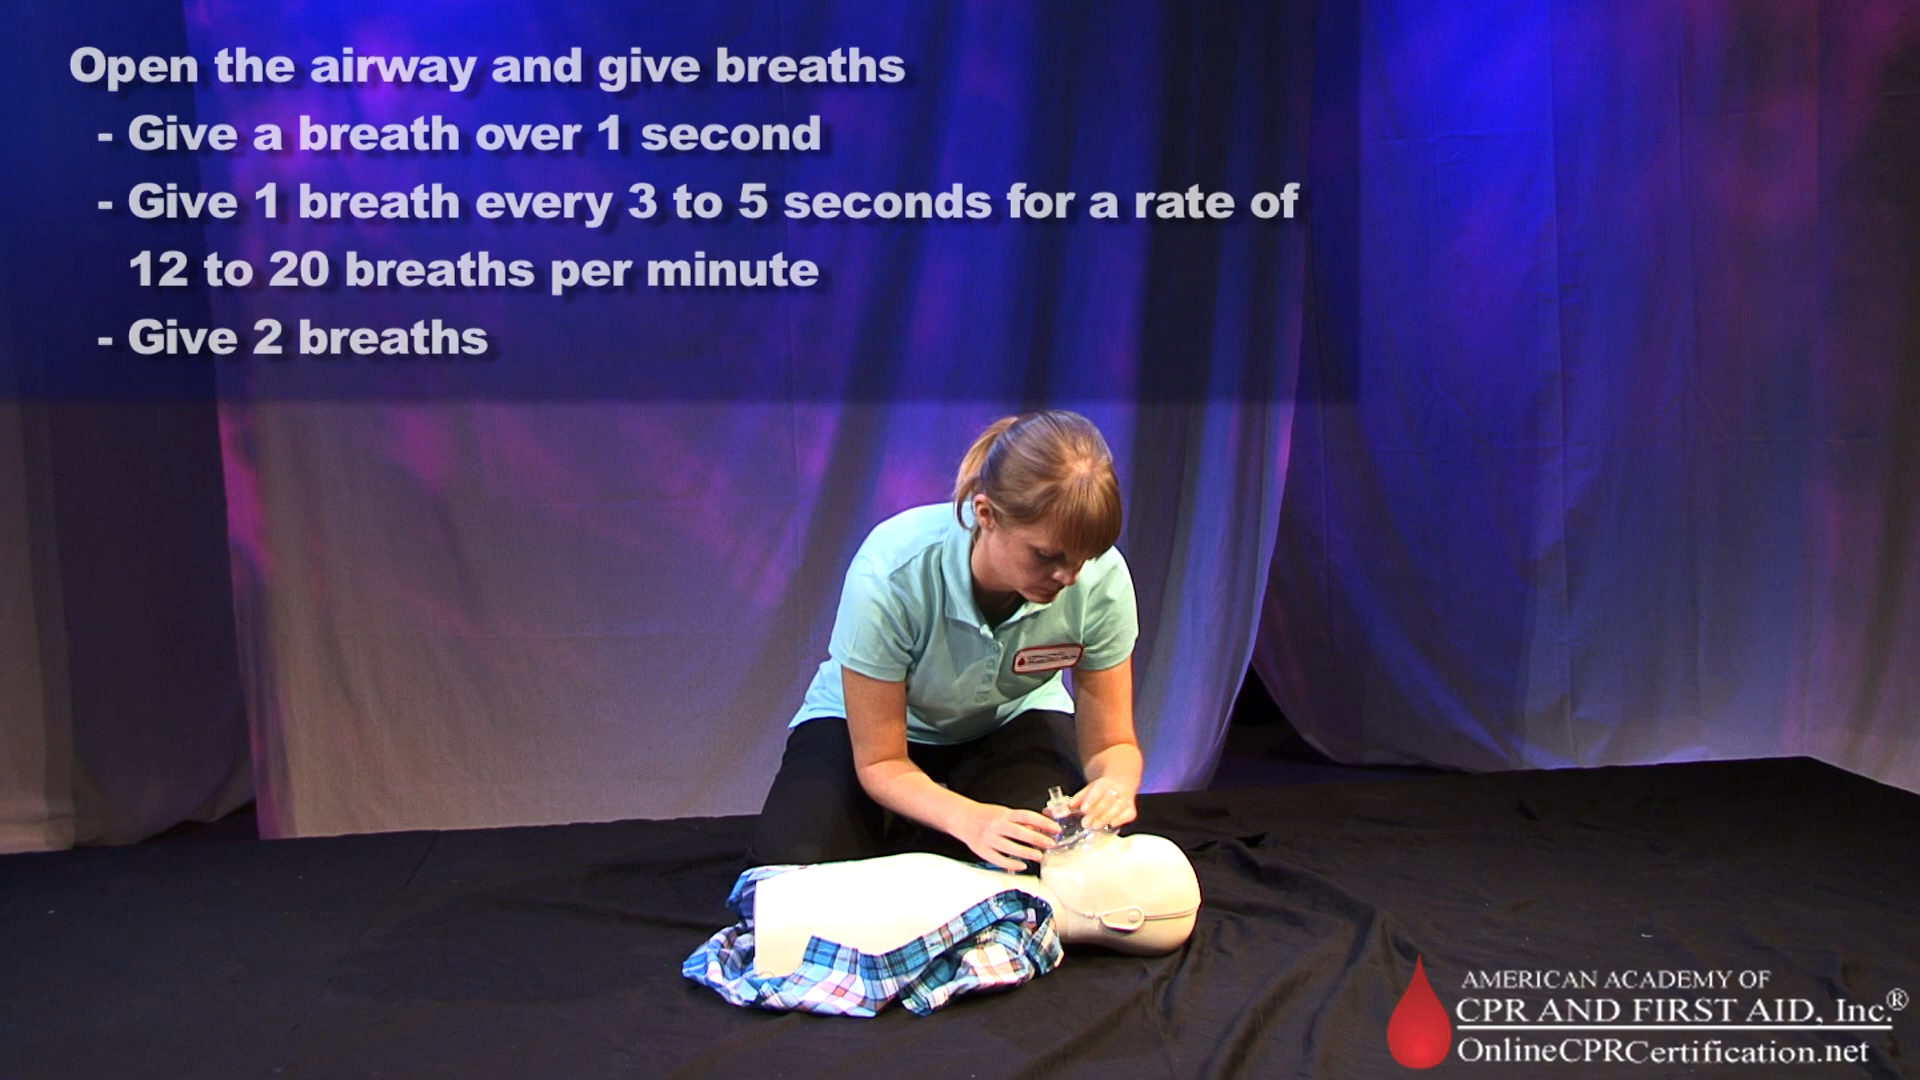 Open the airway and give breaths
- Give a breath over 1 second
- Give 1 breath every 3 to 5 seconds for a rate of
12 to 20 breaths per minute
- Give 2 breaths
AMERICAN ACADEMY OF
CPR AND FIRST AID, Inc.®
OnlineCPRCertification.net